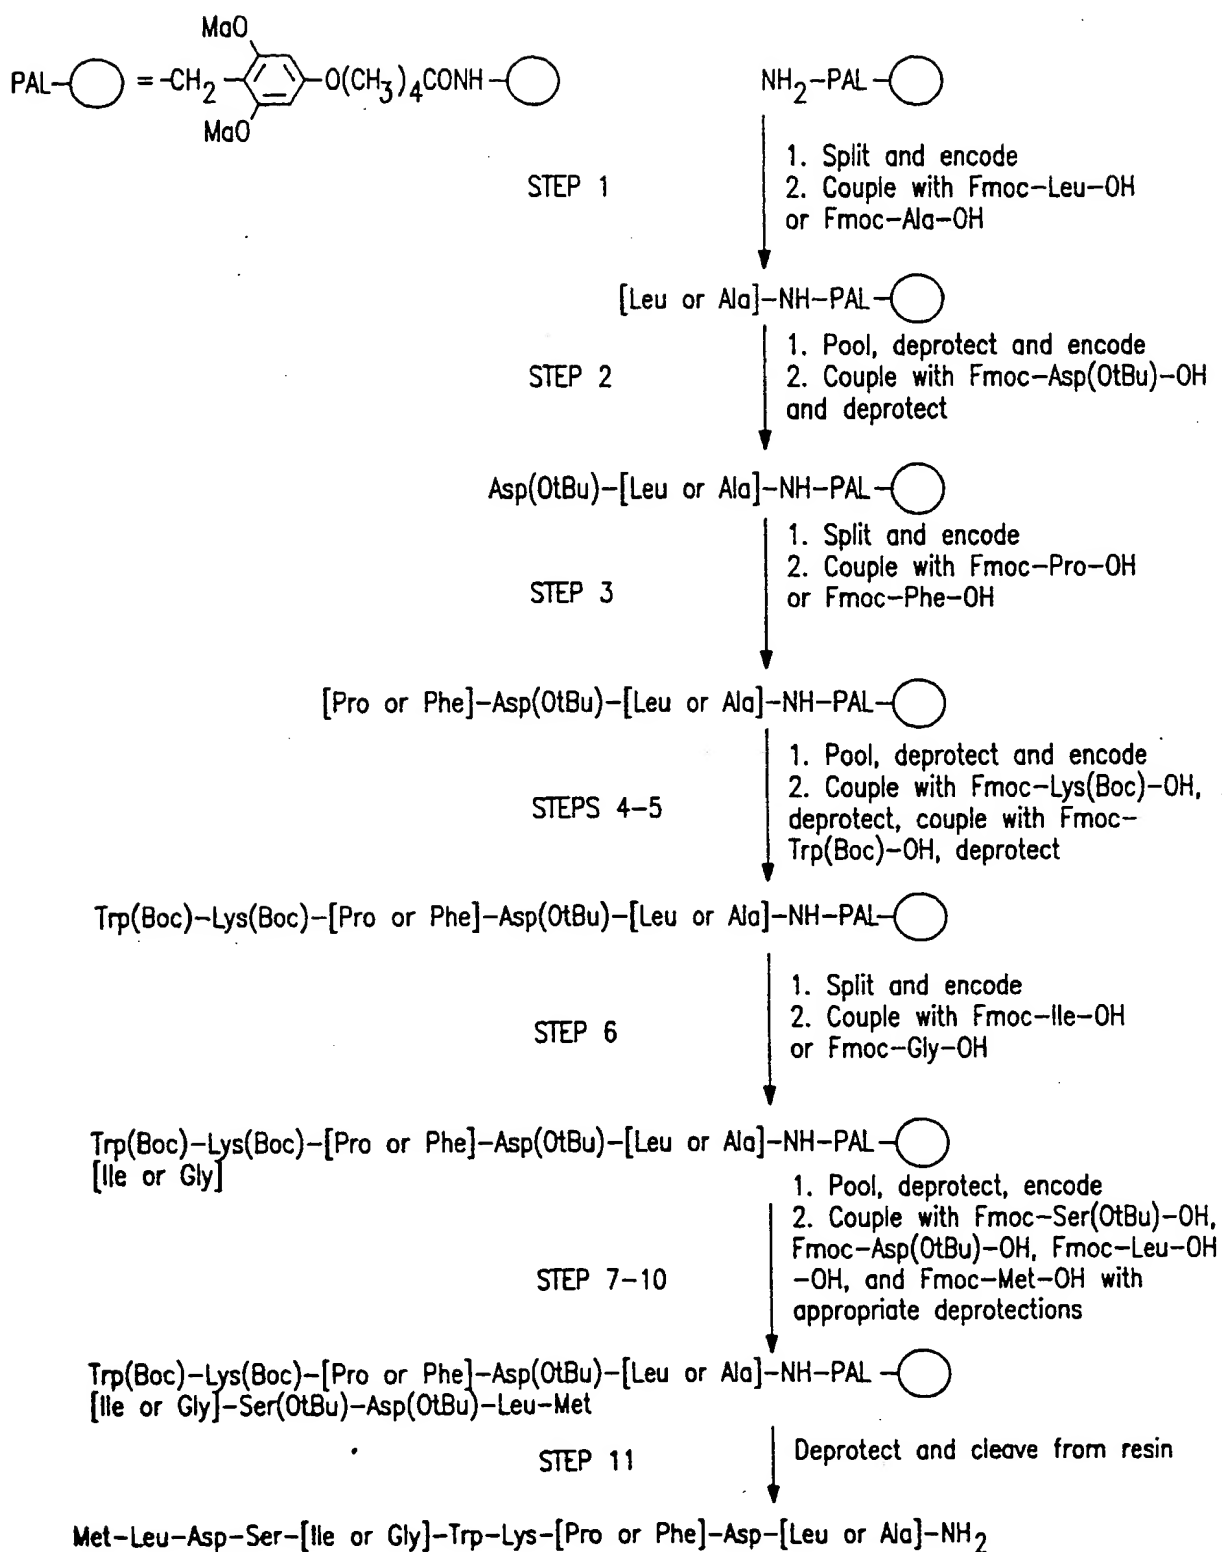 MaO
PAL- =-CH2 -O(CH3)4CONH-
MaO
NH2-PAL-
STEP 1
1. Split and encode
2. Couple with Fmoc-Leu-OH
or Fmoc-Ala-OH
[Leu or Ala]-NH-PAL-
STEP 2
1. Pool, deprotect and encode
2. Couple with Fmoc-Asp(OtBu)-OH
and deprotect
Asp(OtBu)-[Leu or Ala]-NH-PAL-
STEP 3
1. Split and encode
2. Couple with Fmoc-Pro-OH
or Fmoc-Phe-OH
[Pro or Phe]-Asp(OtBu)-[Leu or Ala]-NH-PAL-
STEPS 4-5
1. Pool, deprotect and encode
2. Couple with Fmoc-Lys(Boc)-OH,
deprotect, couple with Fmoc-
Trp(Boc)-OH, deprotect
Trp(Boc)-Lys(Boc)-[Pro or Phe]-Asp(OtBu)-[Leu or Ala]-NH-PAL-
STEP 6
1. Split and encode
2. Couple with Fmoc-Ile-OH
or Fmoc-Gly-OH
Trp(Boc)-Lys(Boc)-[Pro or Phe]-Asp(OtBu)-[Leu or Ala]-NH-PAL-
[Ile or Gly]
STEP 7-10
1. Pool, deprotect, encode
2. Couple with Fmoc-Ser(OtBu)-OH,
Fmoc-Asp(OtBu)-OH, Fmoc-Leu-OH
-OH, and Fmoc-Met-OH with
appropriate deprotections
Trp(Boc)-Lys(Boc)-[Pro or Phe]-Asp(OtBu)-[Leu or Ala]-NH-PAL-
[Ile or Gly]-Ser(OtBu)-Asp(OtBu)-Leu-Met
STEP 11
Deprotect and cleave from resin
Met-Leu-Asp-Ser-[Ile or Gly]-Trp-Lys-[Pro or Phe]-Asp-[Leu or Ala]-NH2